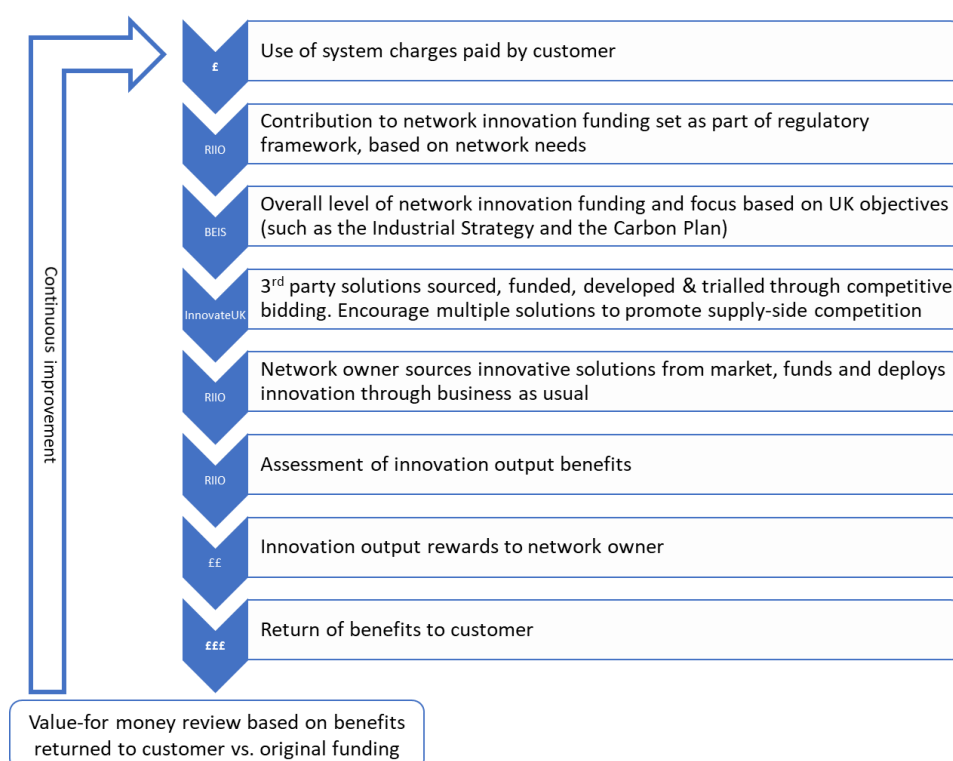 £
Use of system charges paid by customer
RIIO
Contribution to network innovation funding set as part of regulatory
framework, based on network needs
BEIS
Overall level of network innovation funding and focus based on UK objectives
(such as the Industrial Strategy and the Carbon Plan)
InnovateUK
3rd party solutions sourced, funded, developed & trialled through competitive
bidding. Encourage multiple solutions to promote supply-side competition
RIIO
Network owner sources innovative solutions from market, funds and deploys
innovation through business as usual
RIIO
Assessment of innovation output benefits
££
Innovation output rewards to network owner
£££
Return of benefits to customer
Continuous improvement
Value-for money review based on benefits
returned to customer vs. original funding